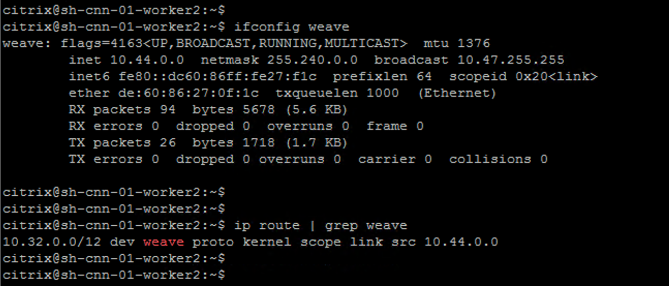 citrix@sh-cnn-01-worker2:~$
citrix@sh-cnn-01-worker2:~$ ifconfig weave
weave: flags=4163<UP,BROADCAST,RUNNING,MULTICAST>  mtu 1376
        inet 10.44.0.0  netmask 255.240.0.0  broadcast 10.47.255.255
        inet6 fe80::dc60:86ff:fe27:f1c  prefixlen 64  scopeid 0x20<link>
        ether de:60:86:27:0f:1c  txqueuelen 1000  (Ethernet)
        RX packets 94  bytes 5678 (5.6 KB)
        RX errors 0  dropped 0  overruns 0  frame 0
        TX packets 26  bytes 1718 (1.7 KB)
        TX errors 0  dropped 0 overruns 0  carrier 0  collisions 0
citrix@sh-cnn-01-worker2:~$
citrix@sh-cnn-01-worker2:~$
citrix@sh-cnn-01-worker2:~$ ip route | grep weave
10.32.0.0/12 dev weave proto kernel scope link src 10.44.0.0
citrix@sh-cnn-01-worker2:~$
citrix@sh-cnn-01-worker2:~$